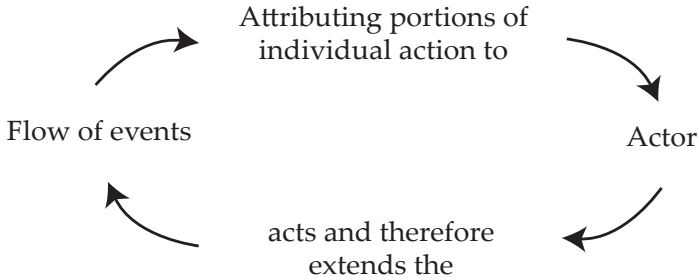 Attributing portions of
individual action to
Flow of events
Actor
acts and therefore
extends the